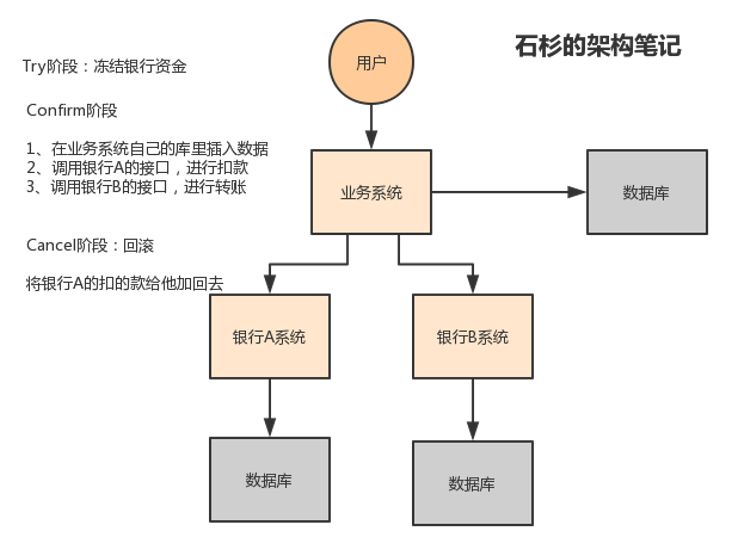 石杉的架构笔记
用户
Try阶段：冻结银行资金
Confirm阶段
1、在业务系统自己的库里插入数据
2、调用银行A的接口，进行扣款
3、调用银行B的接口，进行转账
业务系统
数据库
Cancel阶段：回滚
将银行A的扣的款给他加回去
银行A系统
银行B系统
数据库
数据库